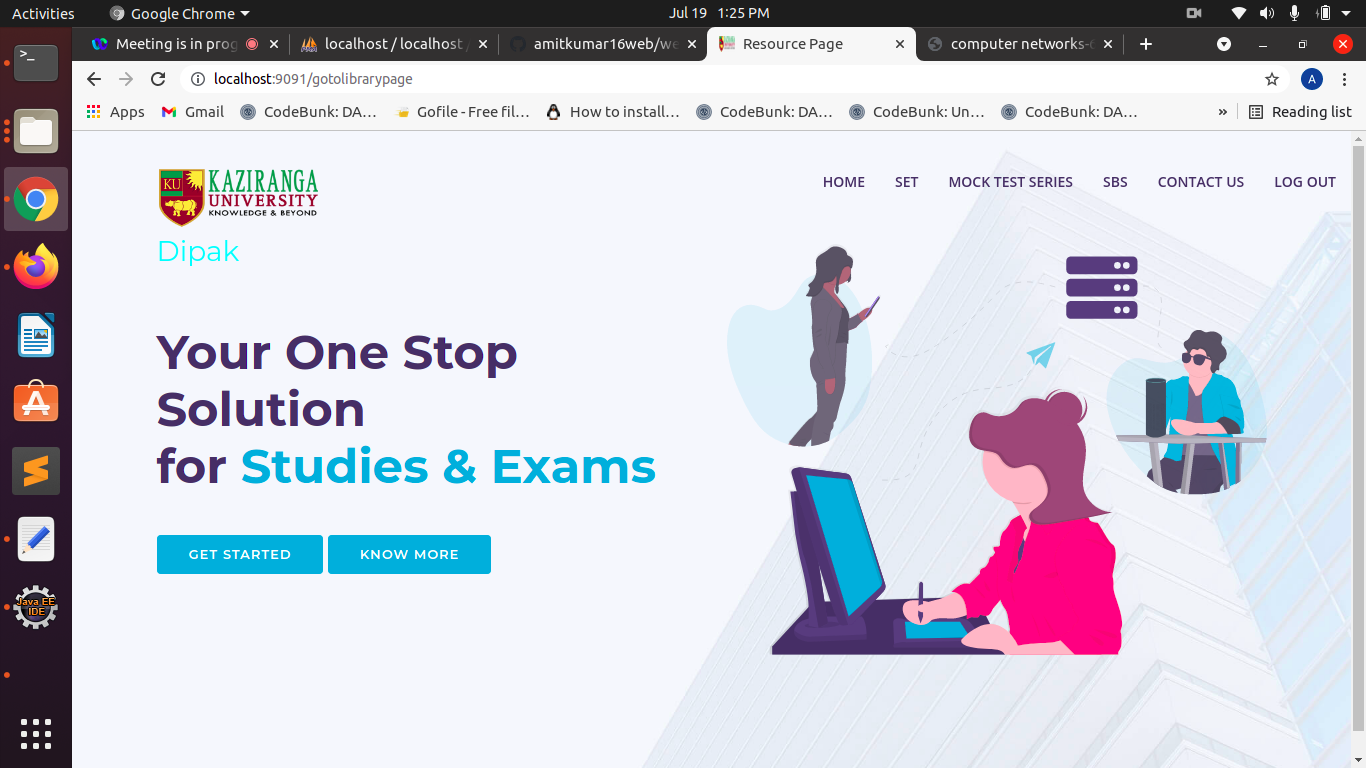 Activities
Google Chrome
Jul 19 1:25 PM
Meeting is in prog
localhost / localhost /
amitkumar16web/we
Resource Page
computer networks-
localhost:9091/gotolibrarypage
A
Apps
Gmail
CodeBunk: DA...
Gofile - Free fil...
How to install...
CodeBunk: DA...
CodeBunk: Un...
CodeBunk: DA...
»
Reading list
KU
KAZIRANGA
UNIVERSITY
KNOWLEDGE & BEYOND
HOME
SET
MOCK TEST SERIES
SBS
CONTACT US
LOG OUT
Dipak
Your One Stop
Solution
for Studies & Exams
GET STARTED
KNOW MORE
Java EE
IDE